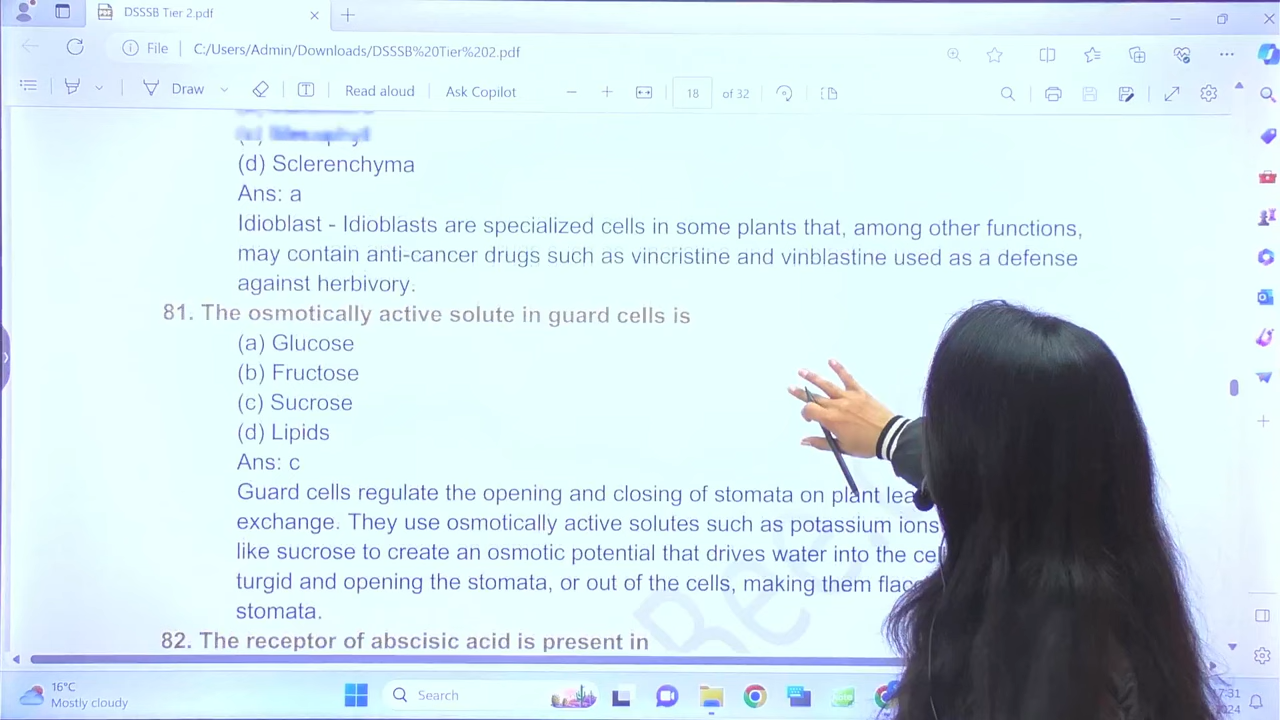 DSSSB Tier 2.pdf
File
C:/Users/Admin/Downloads/DSSSB%20Tier%202.pdf
Draw
Read aloud
Ask Copilot
18
of 32
(d) Sclerenchyma
Ans: a
Idioblast - Idioblasts are specialized cells in some plants that, among other functions,
may contain anti-cancer drugs such as vincristine and vinblastine used as a defense
against herbivory.
81. The osmotically active solute in guard cells is
(a) Glucose
(b) Fructose
(c) Sucrose
(d) Lipids
Ans: c
Guard cells regulate the opening and closing of stomata on plant
exchange. They use osmotically active solutes such as potassium ions
like sucrose to create an osmotic potential that drives water into the
turgid and opening the stomata, or out of the cells, making them
stomata.
82. The receptor of abscisic acid is present in
16°C
Mostly cloudy
Search